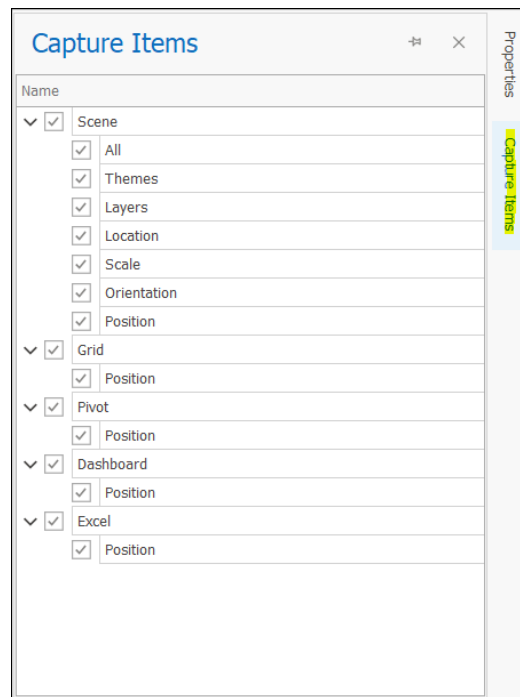 Capture Items
Name
Scene
All
Themes
Layers
Location
Scale
Orientation
Position
Grid
Position
Pivot
Position
Dashboard
Position
Excel
Position
Properties
Capture Items